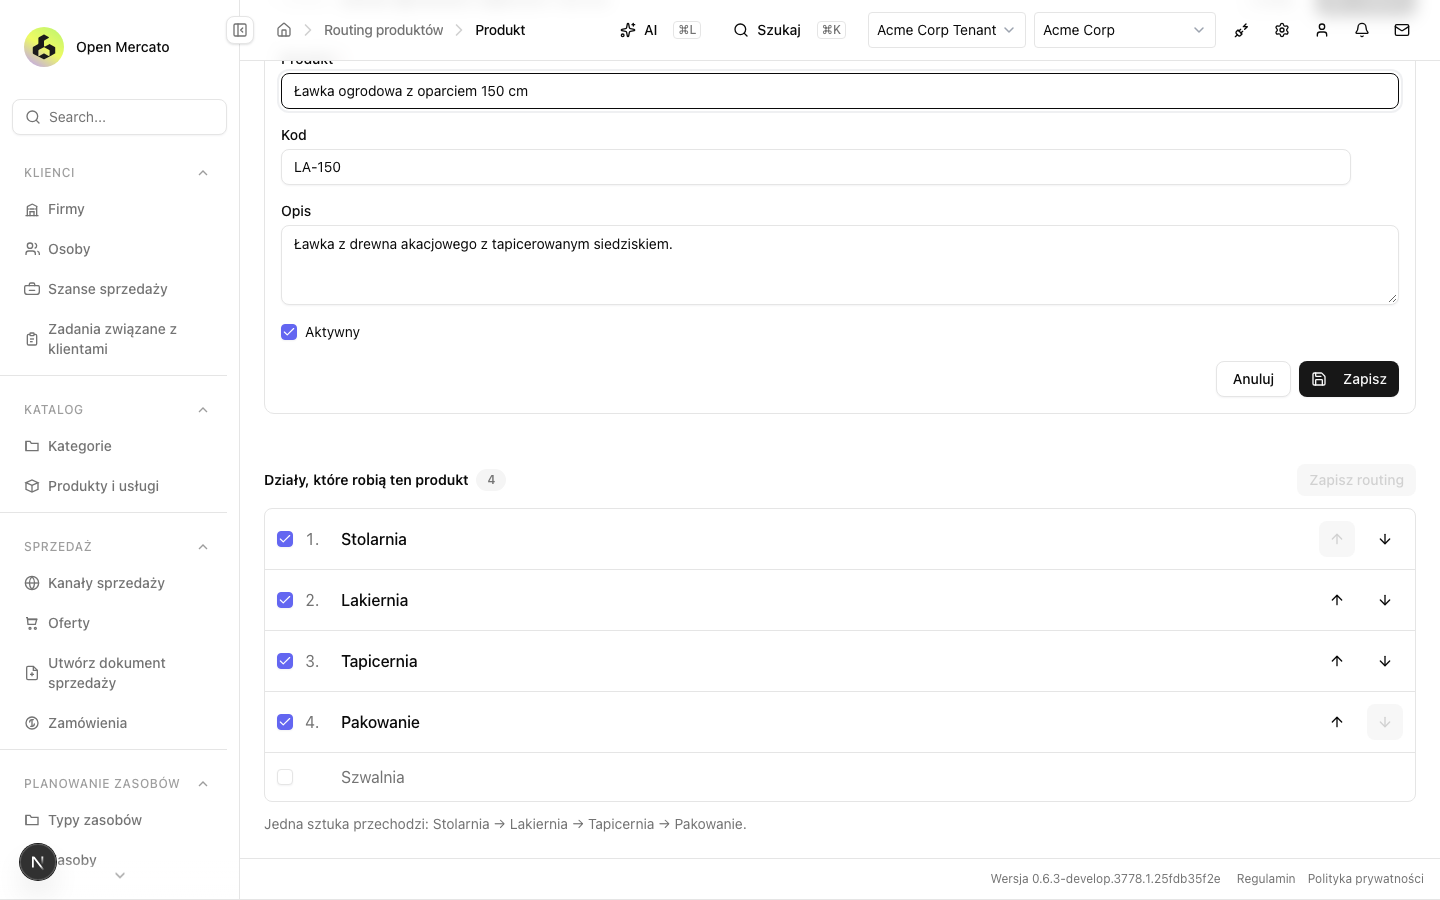 Open Mercato
Routing produktów
Produkt
AI
⌘L
Szukaj
⌘K
Acme Corp Tenant
Acme Corp
Search...
KLIENCI
Firmy
Osoby
Szanse sprzedaży
Zadania związane z
klientami
KATALOG
Kategorie
Produkty i usługi
SPRZEDAŻ
Kanały sprzedaży
Oferty
Utwórz dokument
sprzedaży
Zamówienia
PLANOWANIE ZASOBÓW
Typy zasobów
asoby
N
Produkt
Ławka ogrodowa z oparciem 150 cm
Kod
LA-150
Opis
Ławka z drewna akacjowego z tapicerowanym siedziskiem.
Aktywny
Anuluj
Zapisz
Działy, które robią ten produkt 4
Zapisz routing
1. Stolarnia
2. Lakiernia
3. Tapicernia
4. Pakowanie
Szwalnia
Jedna sztuka przechodzi: Stolarnia → Lakiernia → Tapicernia → Pakowanie.
Wersja 0.6.3-develop.3778.1.25fdb35f2e Regulamin Polityka prywatności